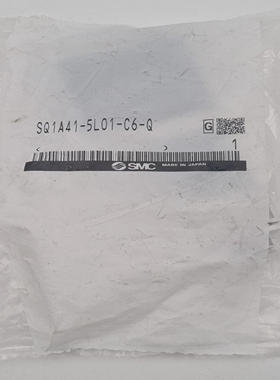 SQ1A41-5L01-C6-Q
G
1
SMC MADE IN JAPAN